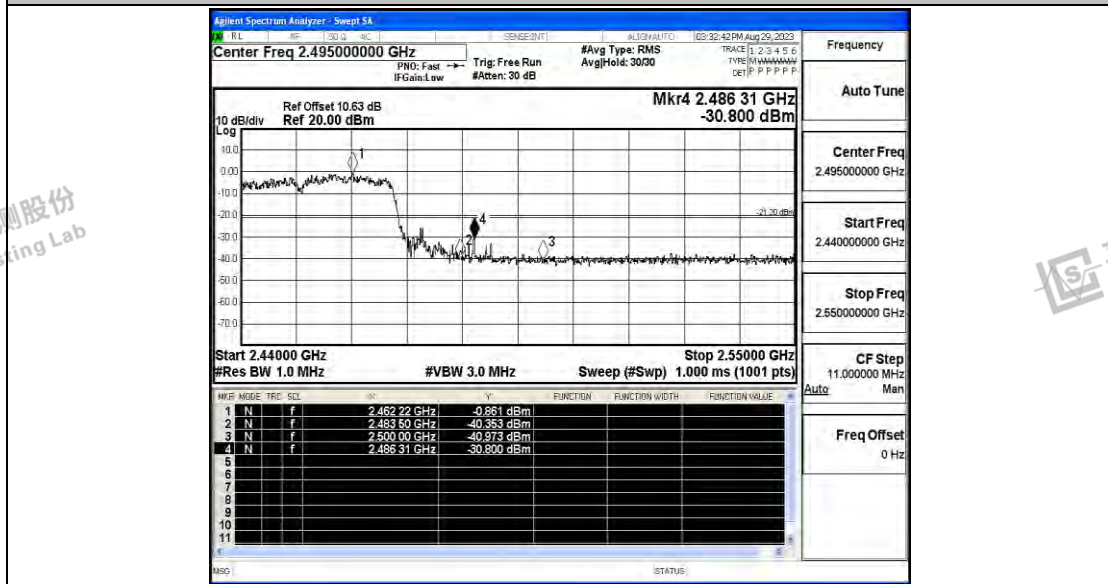 Agilent Spectrum Analyzer - Swept SA
RL RF 50 Ω AC SENSE:INT ALIGN AUTO 03:32:42 PM Aug 29, 2023
Center Freq 2.495000000 GHz
PNO: Fast
IFGain:Low
Trig: Free Run
#Atten: 30 dB
#Avg Type: RMS
Avg|Hold: 30/30
TRACE 1 2 3 4 5 6
TYPE M
DET P P P P P P
Ref Offset 10.63 dB
10 dB/div Ref 20.00 dBm
Log
Mkr4 2.486 31 GHz
-30.800 dBm
10.0
0.00
-10.0
-20.0
-30.0
-40.0
-50.0
-60.0
-70.0
1
2
4
3
-21.20 dBm
Start 2.44000 GHz Stop 2.55000 GHz
#Res BW 1.0 MHz #VBW 3.0 MHz Sweep (#Swp) 1.000 ms (1001 pts)
MKR MODE TRC SCL X Y FUNCTION FUNCTION WIDTH FUNCTION VALUE
1 N f 2.462 22 GHz -0.861 dBm
2 N f 2.483 50 GHz -40.353 dBm
3 N f 2.500 00 GHz -40.973 dBm
4 N f 2.486 31 GHz -30.800 dBm
5
6
7
8
9
10
11
MSG STATUS
Frequency
Auto Tune
Center Freq
2.495000000 GHz
Start Freq
2.440000000 GHz
Stop Freq
2.550000000 GHz
CF Step
11.000000 MHz
Auto Man
Freq Offset
0 Hz
测股份
ting Lab